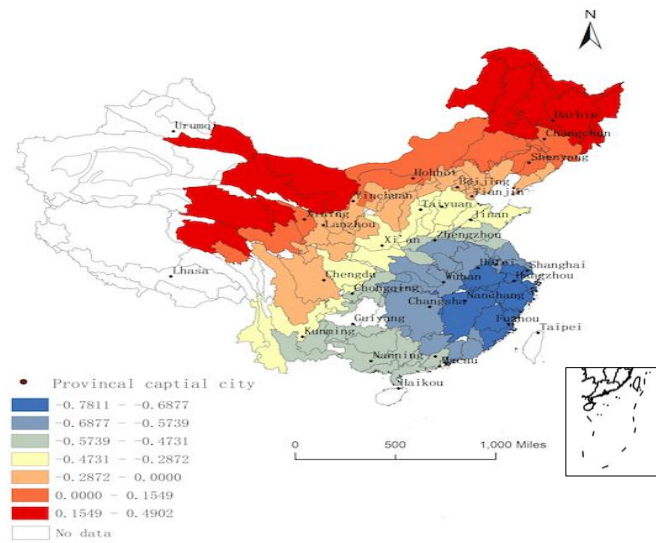 N
Urumqi
Harbin
Changchun
Shenyang
Hohhot
Beijing
Tianjin
Yinchuan
Taiyuan
Xining
Jinan
Lanzhou
Xi an
Zhengzhou
Lhasa
Chengdu
Hefei
Shanghai
Wuhan
Hangzhou
Chongqing
Changsha
Nanchang
Guiyang
Fuzhou
Taipei
Kunming
Nanning
Haikou
Provincal captial city
-0.7811 - -0.6877
-0.6877 - -0.5739
-0.5739 - -0.4731
-0.4731 - -0.2872
-0.2872 - 0.0000
0.0000 - 0.1549
0.1549 - 0.4902
No data
0 500 1,000 Miles